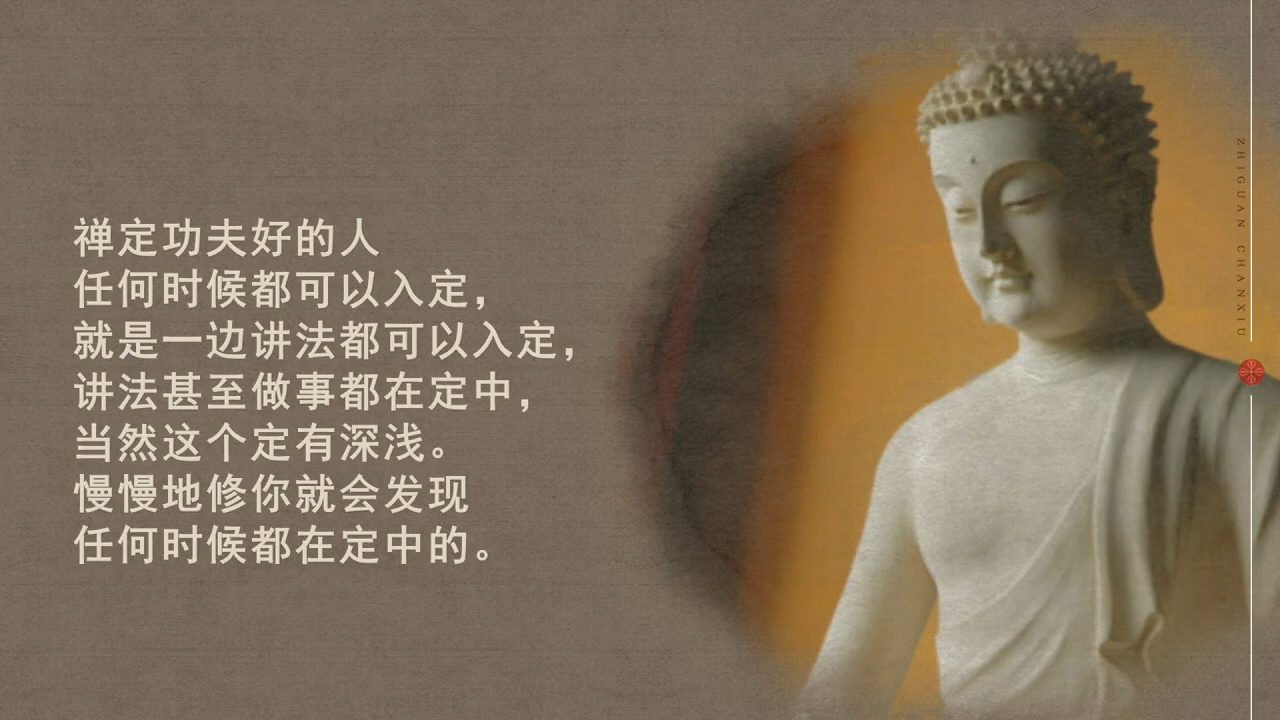 禅定功夫好的人
任何时候都可以入定，
就是一边讲法都可以入定，
讲法甚至做事都在定中，
当然这个定有深浅。
慢慢地修你就会发现
任何时候都在定中的。
ZHIGUAN CHANXIU